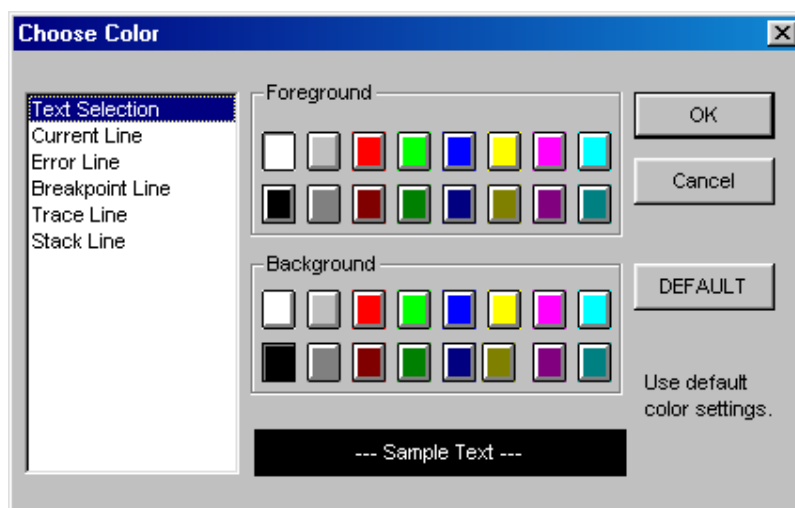 Choose Color
Text Selection
Current Line
Error Line
Breakpoint Line
Trace Line
Stack Line
Foreground
Background
--- Sample Text ---
OK
Cancel
DEFAULT
Use default
color settings.